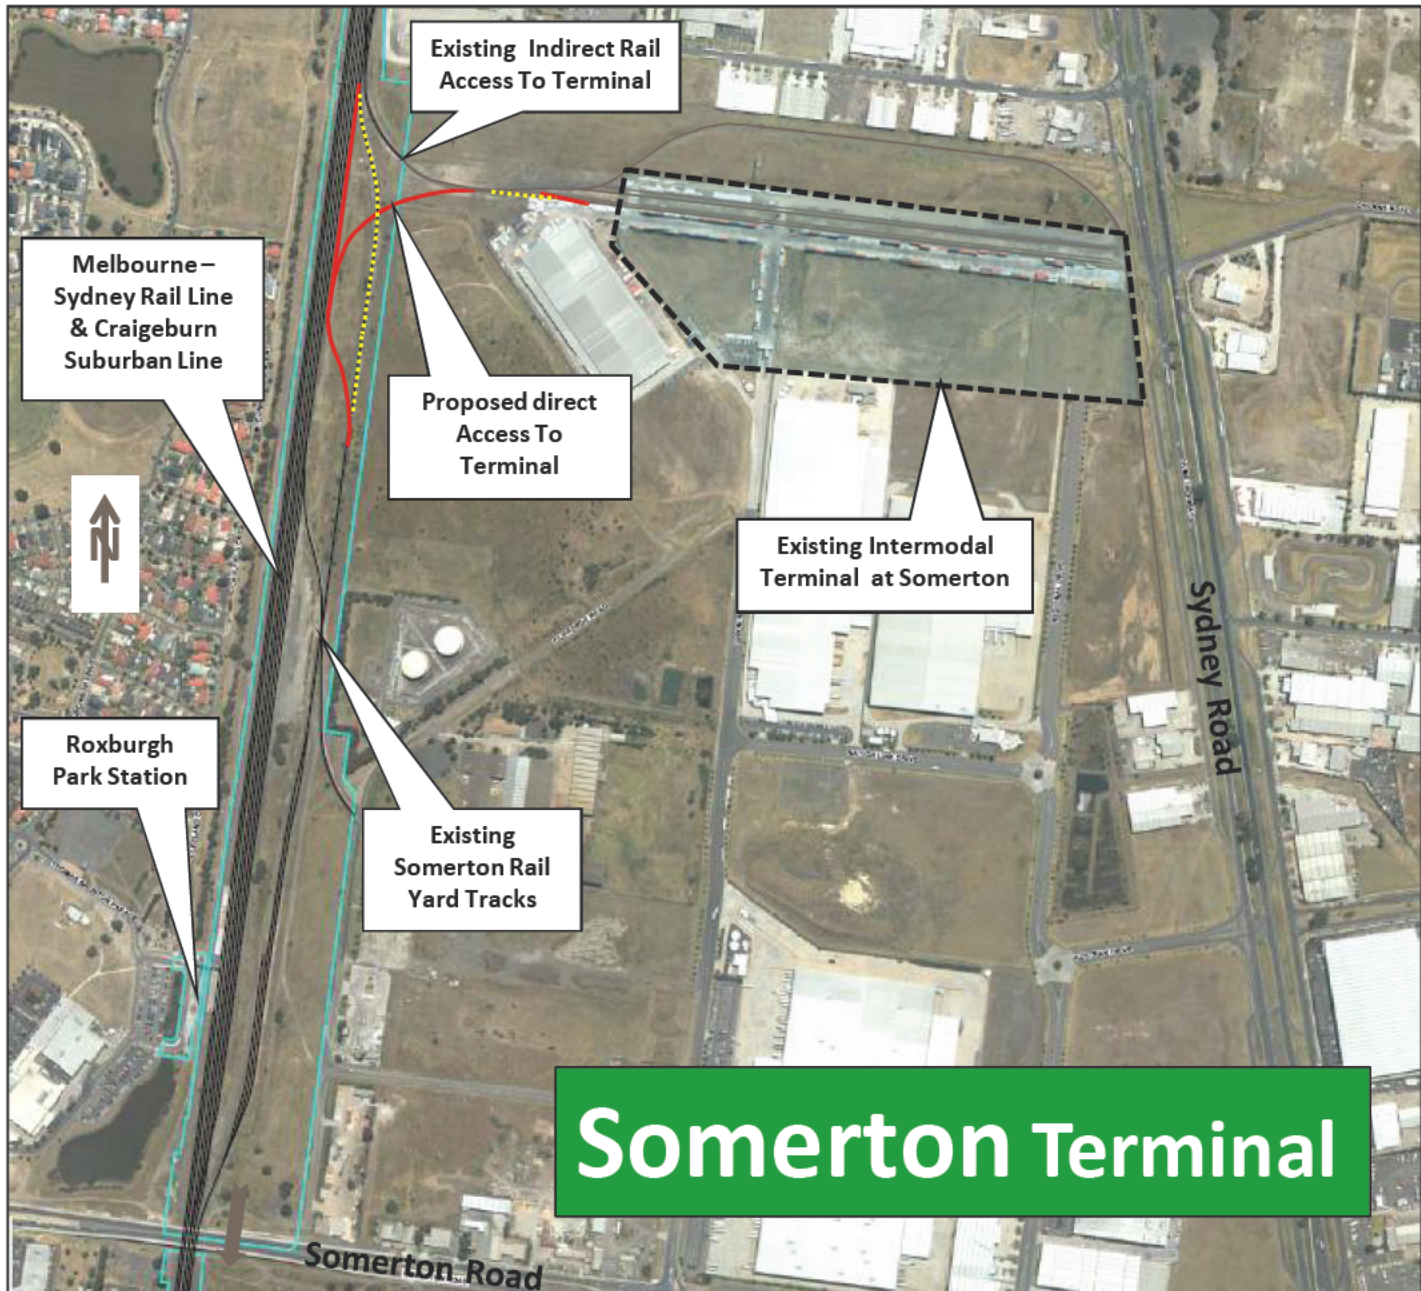 Existing Indirect Rail
Access To Terminal
Melbourne –
Sydney Rail Line
& Craigeburn
Suburban Line
Proposed direct
Access To
Terminal
Existing Intermodal
Terminal at Somerton
N
Sydney Road
Roxburgh
Park Station
Existing
Somerton Rail
Yard Tracks
Somerton Terminal
Somerton Road